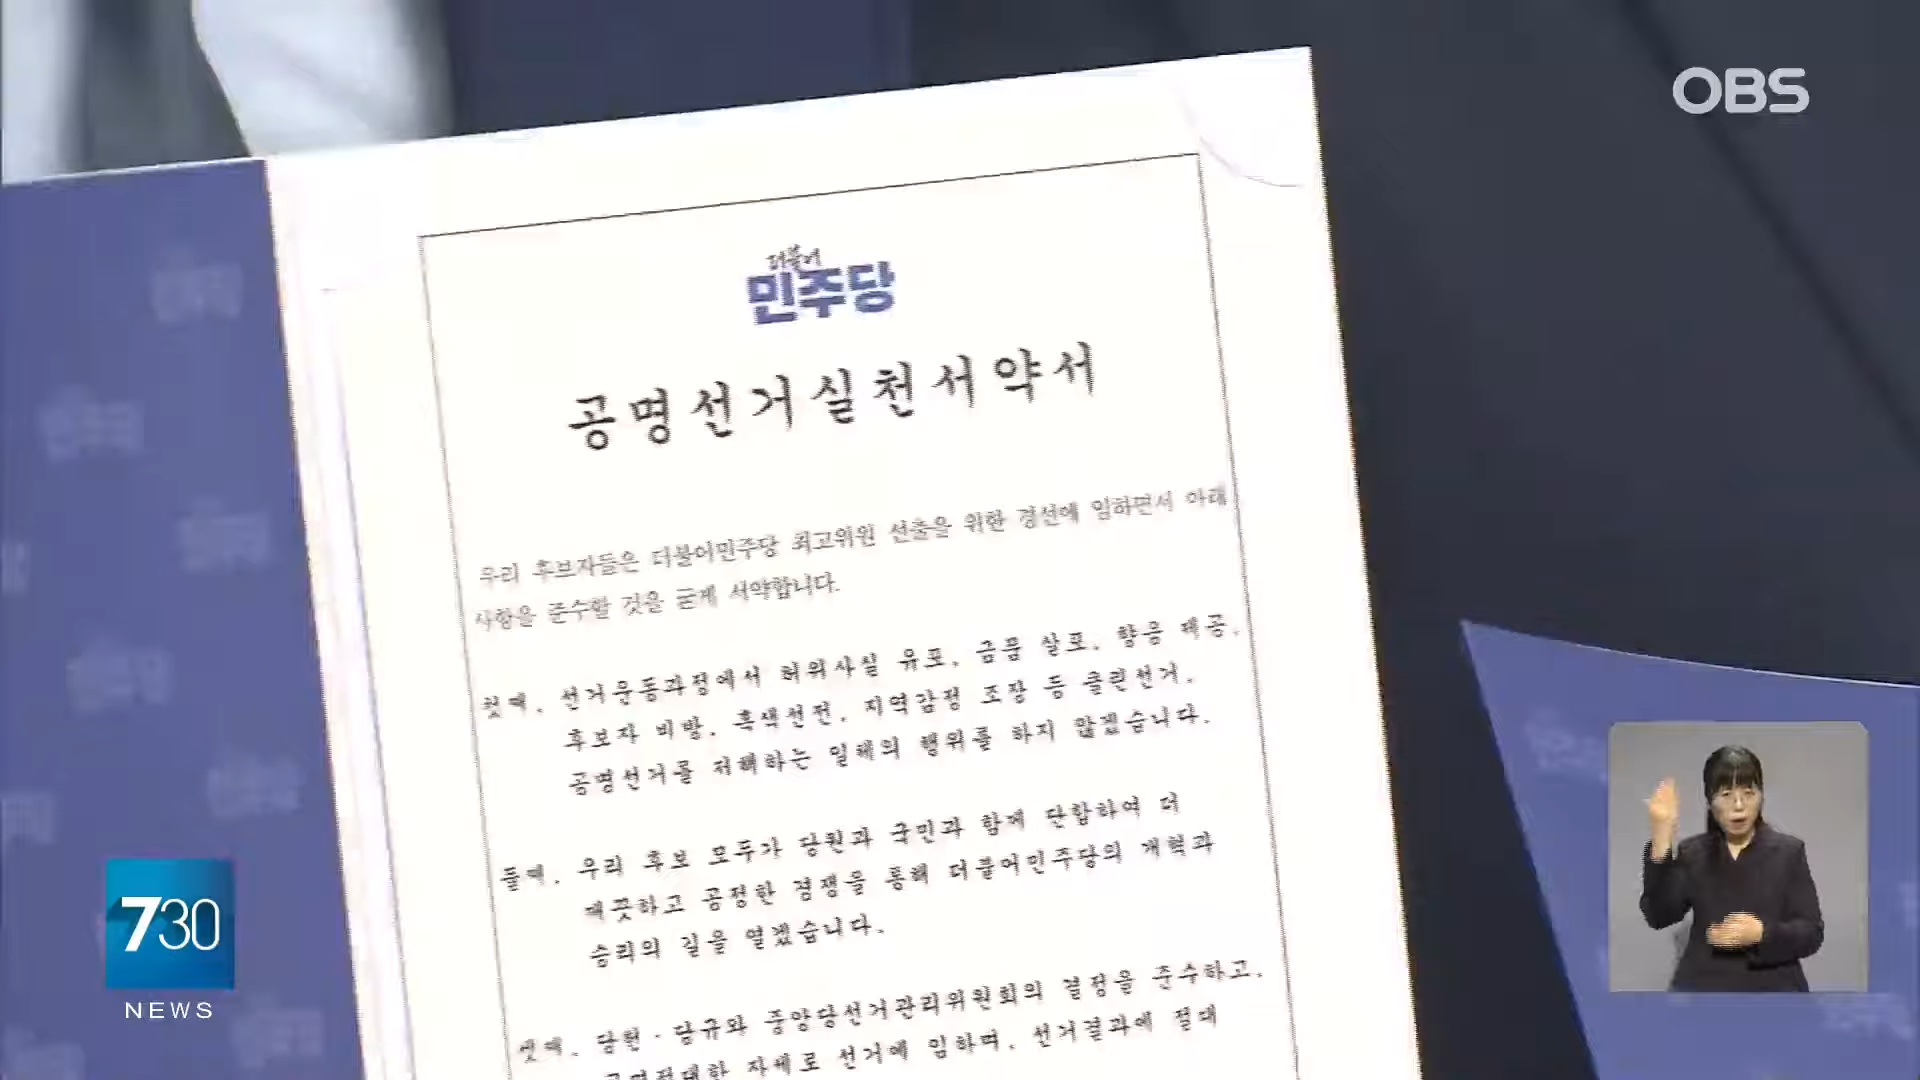 OBS
더불어
민주당
공명선거실천서약서
우리 후보자들은 더불어민주당 최고위원 선출을 위한 경선에 임하면서 아래
사항을 준수할 것을 굳게 서약합니다.
첫째, 선거운동과정에서 허위사실 유포, 금품 살포, 향응 제공,
후보자 비방, 흑색선전, 지역감정 조장 등 클린선거,
공명선거를 저해하는 일체의 행위를 하지 않겠습니다.
둘째, 우리 후보 모두가 당원과 국민과 함께 단합하여 더
깨끗하고 공정한 경쟁을 통해 더불어민주당의 개혁과
승리의 길을 열겠습니다.
셋째, 당헌·당규와 중앙당선거관리위원회의 결정을 준수하고,
공명정대한 자세로 선거에 임하며, 선거결과에 절대
730
NEWS